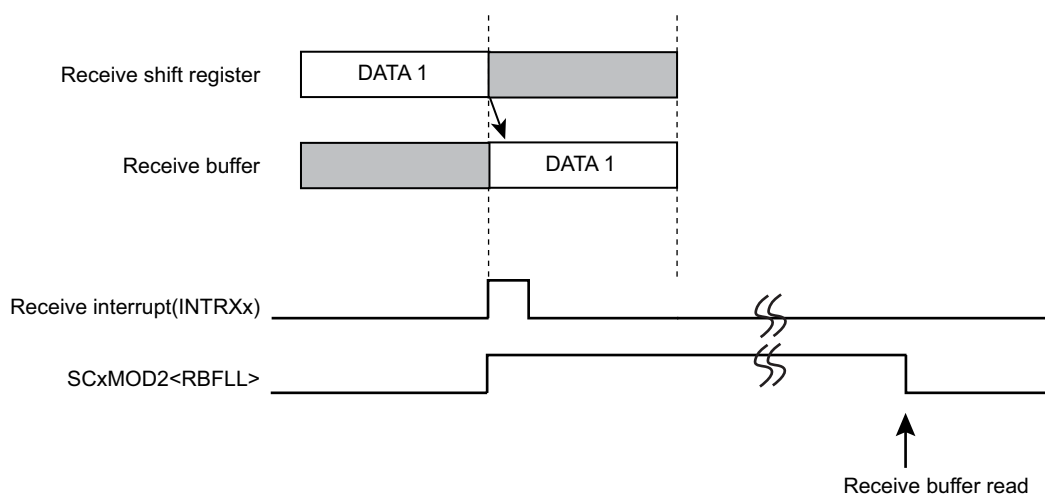 Receive shift register
DATA 1
Receive buffer
DATA 1
Receive interrupt(INTRXx)
SCxMOD2<RBFLL>
Receive buffer read